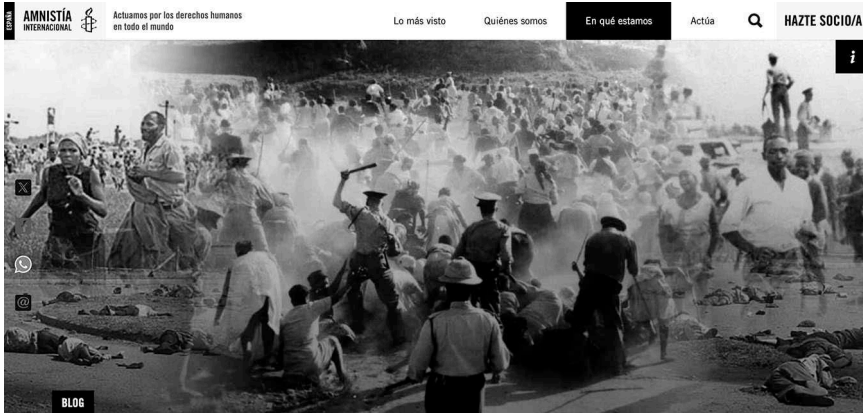 ESPAÑA
AMNISTÍA
INTERNACIONAL
Actuamos por los derechos humanos
en todo el mundo
Lo más visto
Quiénes somos
En qué estamos
Actúa
HAZTE SOCIO/A
i
X
@
BLOG